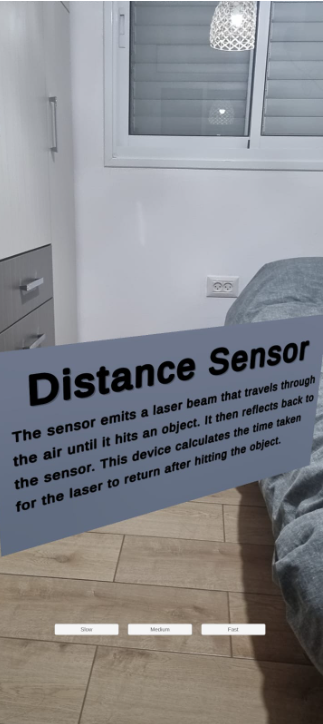 Distance Sensor
The sensor emits a laser beam that travels through
the air until it hits an object. It then reflects back to
the sensor. This device calculates the time taken
for the laser to return after hitting the object.
Slow Medium Fast